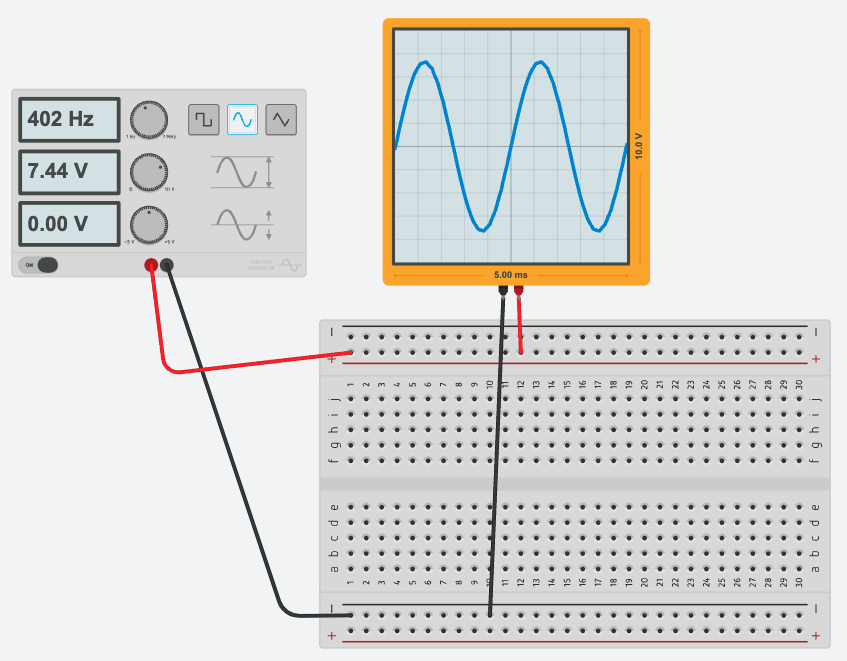 402 Hz
1 Hz
1 MHz
7.44 V
0
10 V
0.00 V
-5 V
+5 V
ON
FUNCTION
GENERATOR
10.0 V
5.00 ms
− −
+ +
1 2 3 4 5 6 7 8 9 10 11 12 13 14 15 16 17 18 19 20 21 22 23 24 25 26 27 28 29 30
j j
i i
h h
g g
f f
e e
d d
c c
b b
a a
1 2 3 4 5 6 7 8 9 10 11 12 13 14 15 16 17 18 19 20 21 22 23 24 25 26 27 28 29 30
− −
+ +